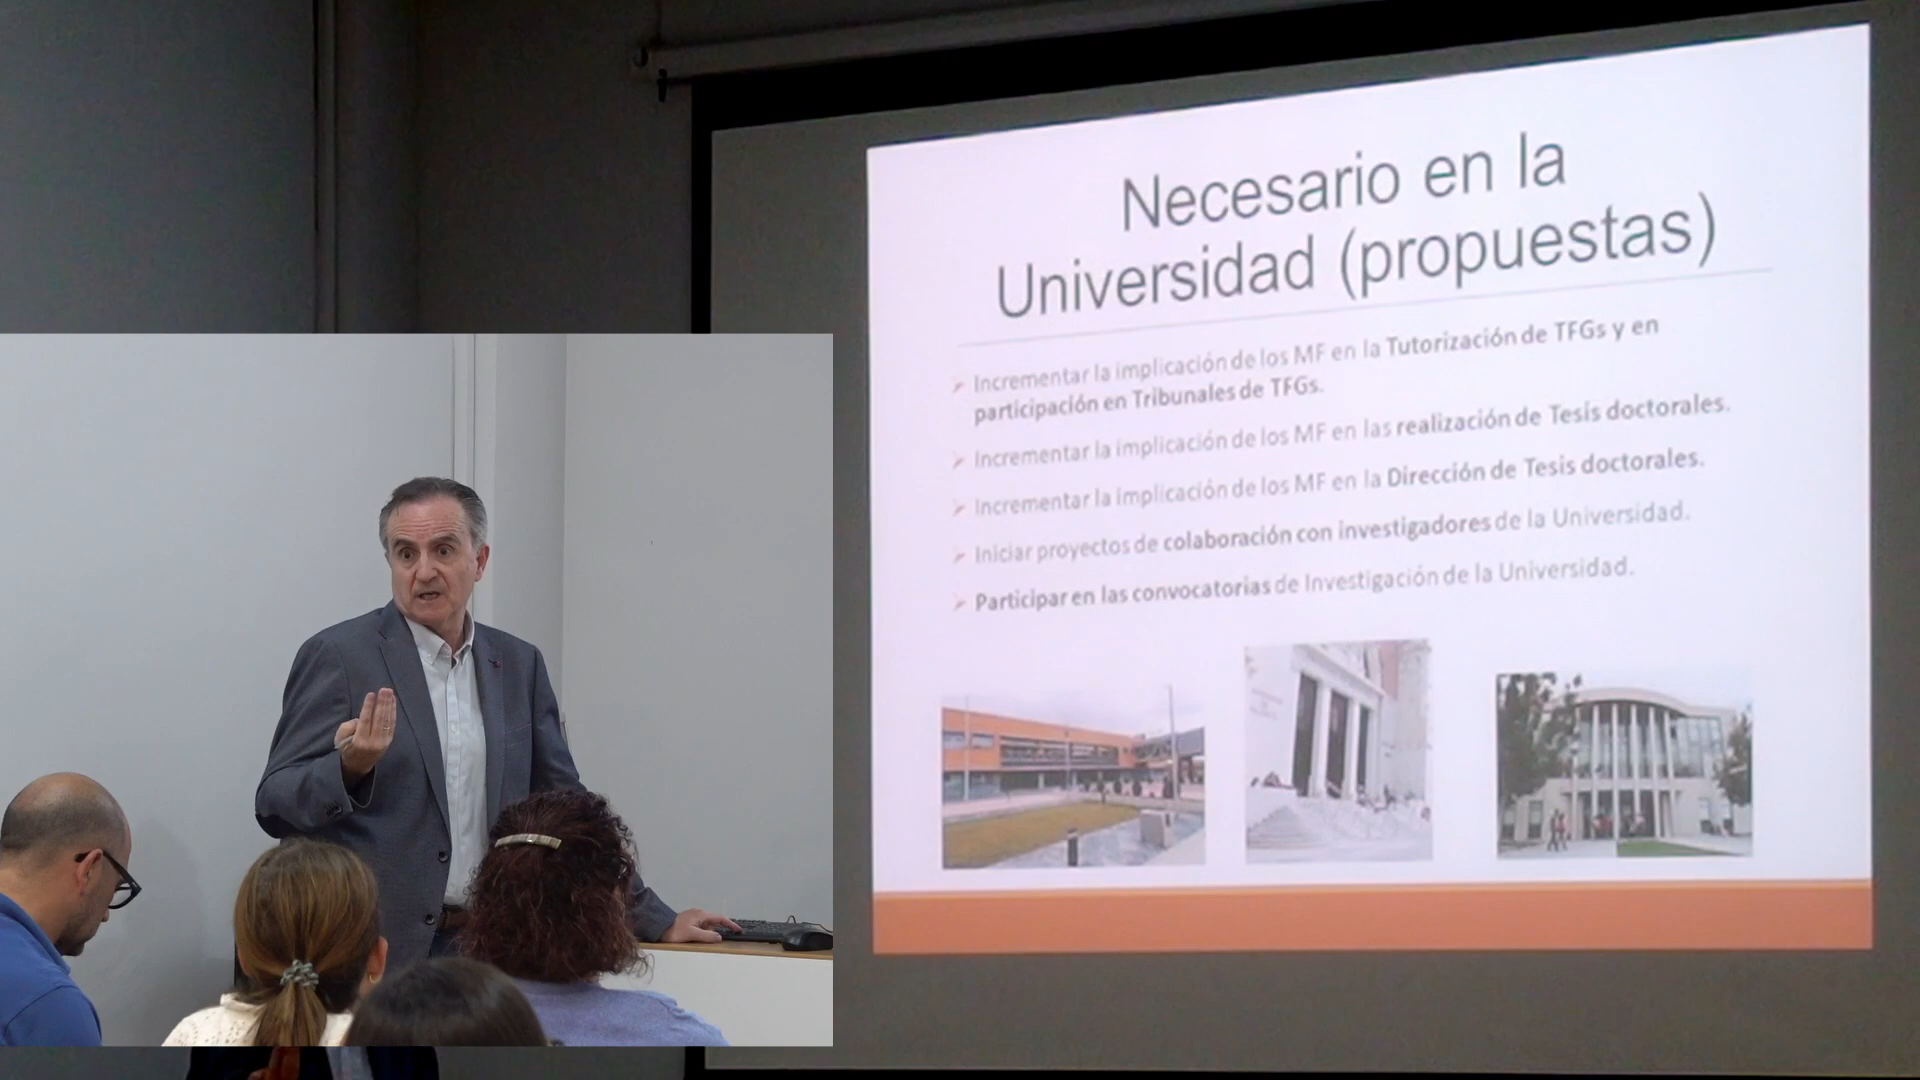 Necesario en la
Universidad (propuestas)
Incrementar la implicación de los MF en la Tutorización de TFGs y en
participación en Tribunales de TFGs.
Incrementar la implicación de los MF en las realización de Tesis doctorales.
Incrementar la implicación de los MF en la Dirección de Tesis doctorales.
Iniciar proyectos de colaboración con investigadores de la Universidad.
Participar en las convocatorias de Investigación de la Universidad.